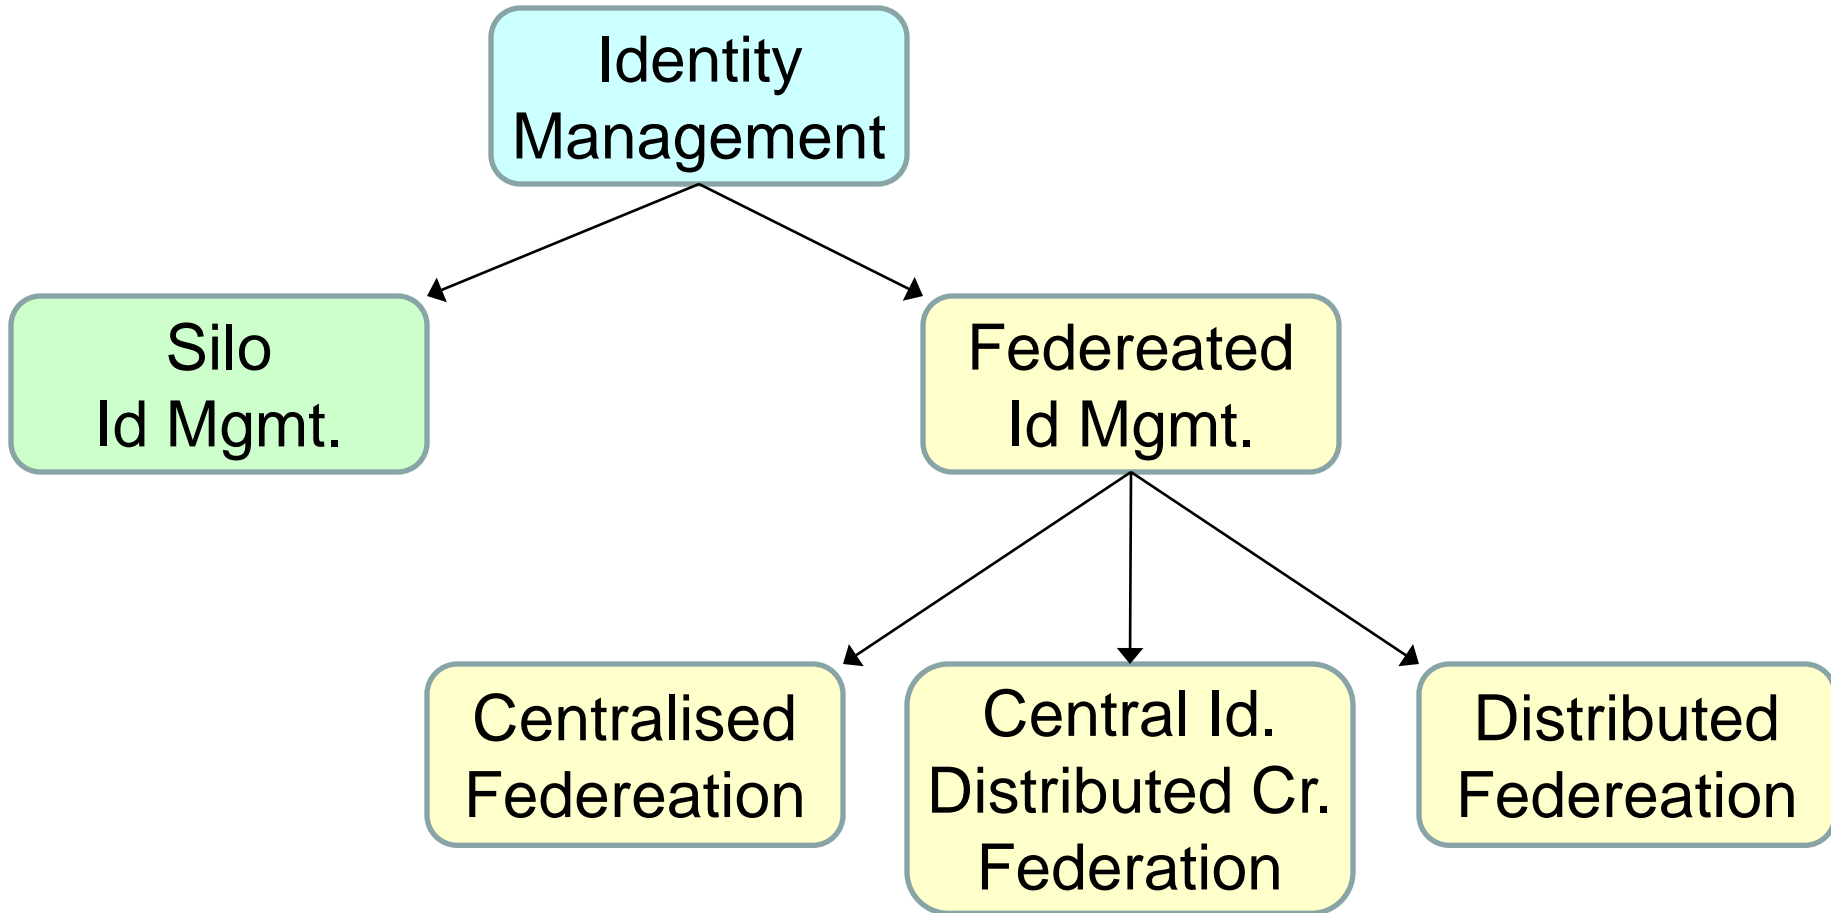 Identity
Management
Silo
Id Mgmt.
Federeated
Id Mgmt.
Centralised
Federeation
Central Id.
Distributed Cr.
Federation
Distributed
Federeation